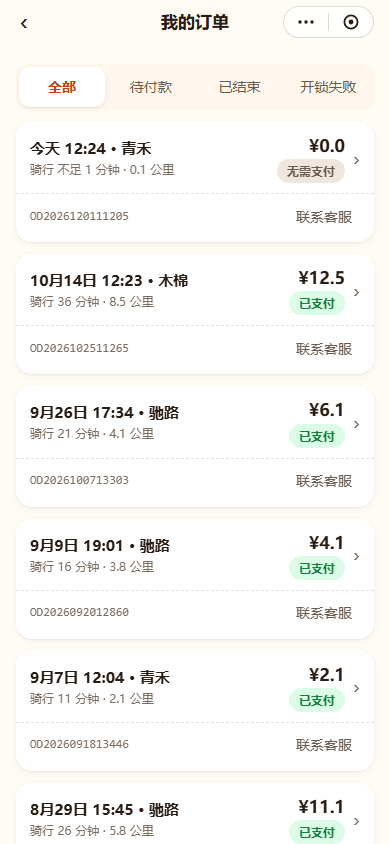 我的订单
全部 待付款 已结束 开锁失败
今天 12:24 • 青禾 ¥0.0
骑行 不足 1 分钟 · 0.1 公里 无需支付
OD2026120111205 联系客服
10月14日 12:23 • 木棉 ¥12.5
骑行 36 分钟 · 8.5 公里 已支付
OD2026102511265 联系客服
9月26日 17:34 • 驰路 ¥6.1
骑行 21 分钟 · 4.1 公里 已支付
OD2026100713303 联系客服
9月9日 19:01 • 驰路 ¥4.1
骑行 16 分钟 · 3.8 公里 已支付
OD2026092012860 联系客服
9月7日 12:04 • 青禾 ¥2.1
骑行 11 分钟 · 2.1 公里 已支付
OD2026091813446 联系客服
8月29日 15:45 • 驰路 ¥11.1
骑行 26 分钟 · 5.8 公里 已支付